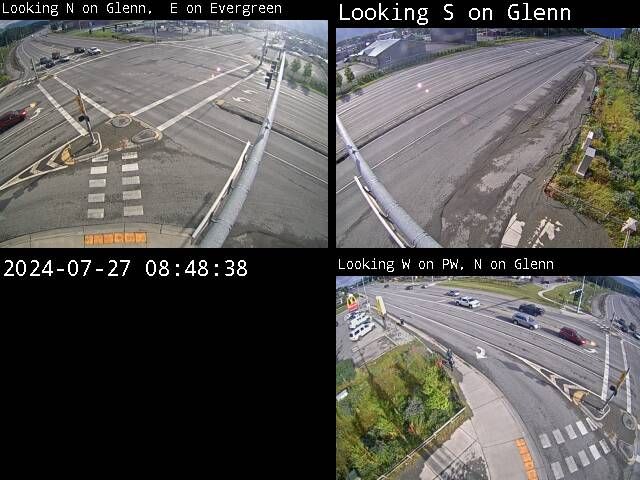 Looking N on Glenn,  E on Evergreen
Looking S on Glenn
2024-07-27 08:48:38
Looking W on PW, N on Glenn